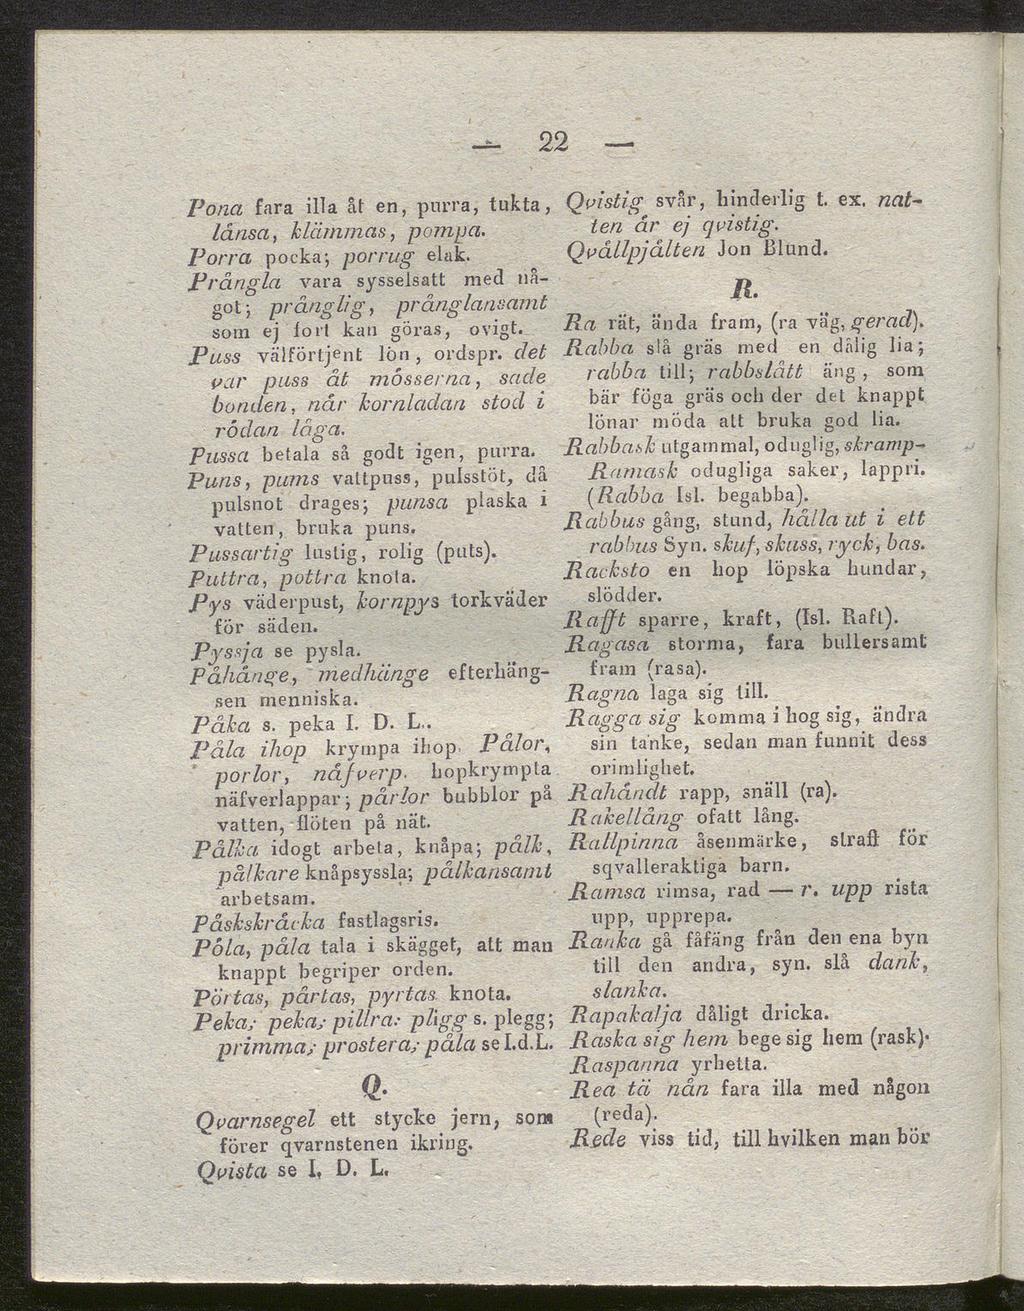 — 22 —
Pona fara illa åt en, purra, tukta,
lånsa, klämmas, pompa.
Porra pocka; porrug elak.
Prångla vara sysselsatt med nå-
got; prånglig, prånglansamt
som ej fort kan göras, ovigt.
Puss välförtjent lön, ordspr. det
var puss åt mösserna, sade
bonden, når kornladan stod i
rödan låga.
Pussa betala så godt igen, purra.
Puns, pums vattpuss, pulsstöt, då
pulsnot drages; punsa plaska i
vatten, bruka puns.
Pussartig lustig, rolig (puts).
Puttra, pottra knota.
Pys väderpust, kornpys torkväder
för säden.
Pyssja se pysla.
Påhånge, medhänge efterhäng-
sen menniska.
Påka s. peka I. D. L.
Påla ihop krympa ihop. Pålor,
porlor, nåfverp. hopkrympta
näfverlappar; pårlor bubblor på
vatten, flöten på nät.
Pålka idogt arbeta, knåpa; pålk,
pålkare knåpsyssla; pålkansamt
arbetsam.
Påskskråcka fastlagsris.
Póla, påla tala i skägget, att man
knappt begriper orden.
Pörtas, pårtas, pyrtas knota.
Peka; peka; pillra: pligg s. plegg;
primma; prostera; påla se I.d.L.
Q.
Qvarnsegel ett stycke jern, som
förer qvarnstenen ikring.
Qvista se I. D. L.
Qvistig svår, hinderlig t. ex. nat-
ten år ej qvistig.
Qvållpjålten Jon Blund.
R.
Ra rät, ända fram, (ra väg, gerad).
Rabba slå gräs med en dålig lia;
rabba till; rabbslått äng, som
bär föga gräs och der det knappt
lönar möda att bruka god lia.
Rabbask utgammal, oduglig, skramp-
Ramask odugliga saker, lappri.
(Rabba Isl. begabba).
Rabbus gång, stund, hålla ut i ett
rabbus Syn. skuf, skuss, ryck, bas.
Racksto en hop löpska hundar,
slödder.
Rafft sparre, kraft, (Isl. Raft).
Ragasa storma, fara bullersamt
fram (rasa).
Ragna laga sig till.
Ragga sig komma i hog sig, ändra
sin tanke, sedan man funnit dess
orimlighet.
Rahåndt rapp, snäll (ra).
Rakellång ofatt lång.
Rallpinna åsenmärke, straff för
sqvalleraktiga barn.
Ramsa rimsa, rad — r. upp rista
upp, upprepa.
Ranka gå fåfäng från den ena byn
till den andra, syn. slå dank,
slanka.
Rapakalja dåligt dricka.
Raska sig hem bege sig hem (rask).
Raspanna yrhetta.
Rea tä nån fara illa med någon
(reda).
Rede viss tid, till hvilken man bör